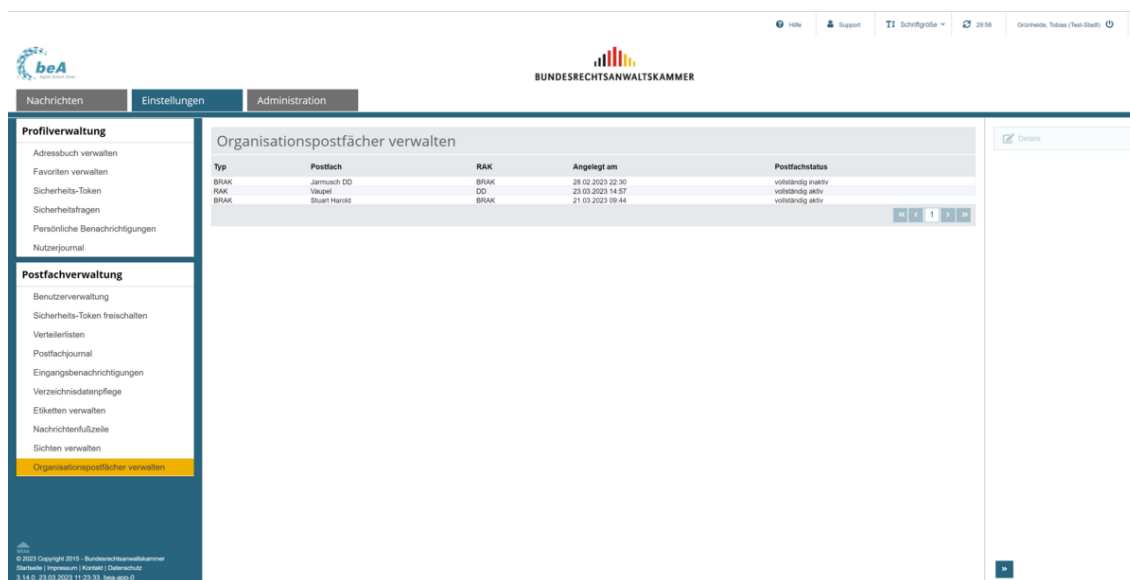 Hilfe Support Schriftgröße 29:58 Grünheide, Tobias (Test-Stadt)
beA
BUNDESRECHTSANWALTSKAMMER
Nachrichten Einstellungen Administration
Profilverwaltung
Adressbuch verwalten
Favoriten verwalten
Sicherheits-Token
Sicherheitsfragen
Persönliche Benachrichtigungen
Nutzerjournal
Postfachverwaltung
Benutzerverwaltung
Sicherheits-Token freischalten
Verteilerlisten
Postfachjournal
Eingangsbenachrichtigungen
Verzeichnisdatenpflege
Etiketten verwalten
Nachrichtenfußzeile
Sichten verwalten
Organisationspostfächer verwalten
BRAK
© 2023 Copyright 2015 - Bundesrechtsanwaltskammer
Startseite | Impressum | Kontakt | Datenschutz
3.14.0, 23.03.2023 11:23:33, bea-app-0
Organisationspostfächer verwalten
Typ Postfach RAK Angelegt am Postfachstatus
BRAK Jarmusch DD BRAK 28.02.2023 22:30 vollständig inaktiv
RAK Vaupel DD 23.03.2023 14:57 vollständig aktiv
BRAK Stuart Harold BRAK 21.03.2023 09:44 vollständig aktiv
« ‹ 1 › »
Details
»